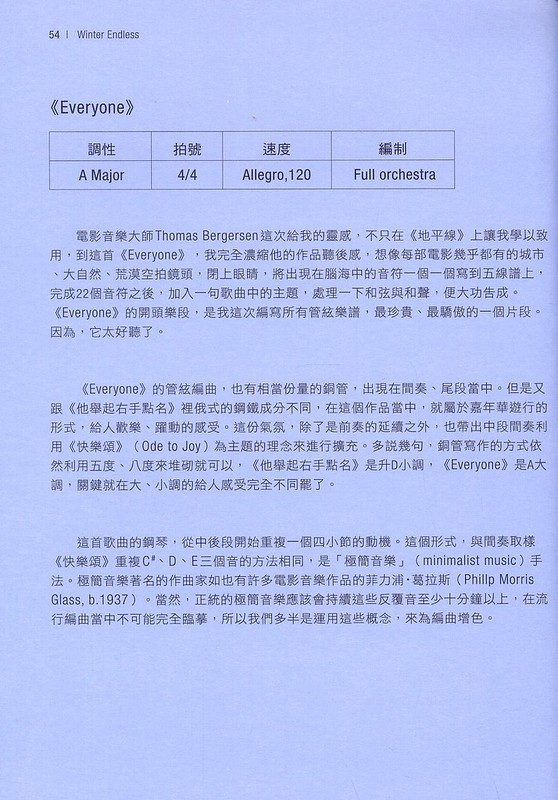 54 | Winter Endless
《Everyone》
調性 拍號 速度 編制
A Major 4/4 Allegro,120 Full orchestra
電影音樂大師Thomas Bergersen這次給我的靈感，不只在《地平線》上讓我學以致
用，到這首《Everyone》，我完全濃縮他的作品聽後感，想像每部電影幾乎都有的城市
、大自然、荒漠空拍鏡頭，閉上眼睛，將出現在腦海中的音符一個一個寫到五線譜上，
完成22個音符之後，加入一句歌曲中的主題，處理一下和弦與和聲，便大功告成。
《Everyone》的開頭樂段，是我這次編寫所有管絃樂譜，最珍貴、最驕傲的一個片段。
因為，它太好聽了。
《Everyone》的管絃編曲，也有相當份量的銅管，出現在間奏、尾段當中。但是又
跟《他舉起右手點名》裡俄式的鋼鐵成分不同，在這個作品當中，就屬於嘉年華遊行的
形式，給人歡樂、躍動的感受。這份氣氛，除了是前奏的延續之外，也帶出中段間奏利
用《快樂頌》（Ode to Joy）為主題的理念來進行擴充。多説幾句，銅管寫作的方式依
然利用五度、八度來堆砌就可以，《他舉起右手點名》是升D小調，《Everyone》是A大
調，關鍵就在大、小調的給人感受完全不同罷了。
這首歌曲的鋼琴，從中後段開始重複一個四小節的動機。這個形式，與間奏取樣
《快樂頌》重複C#、D、E三個音的方法相同，是「極簡音樂」（minimalist music）手
法。極簡音樂著名的作曲家如也有許多電影音樂作品的菲力浦·葛拉斯（Phillp Morris
Glass, b.1937）。當然，正統的極簡音樂應該會持續這些反覆音至少十分鐘以上，在流
行編曲當中不可能完全臨摹，所以我們多半是運用這些概念，來為編曲增色。